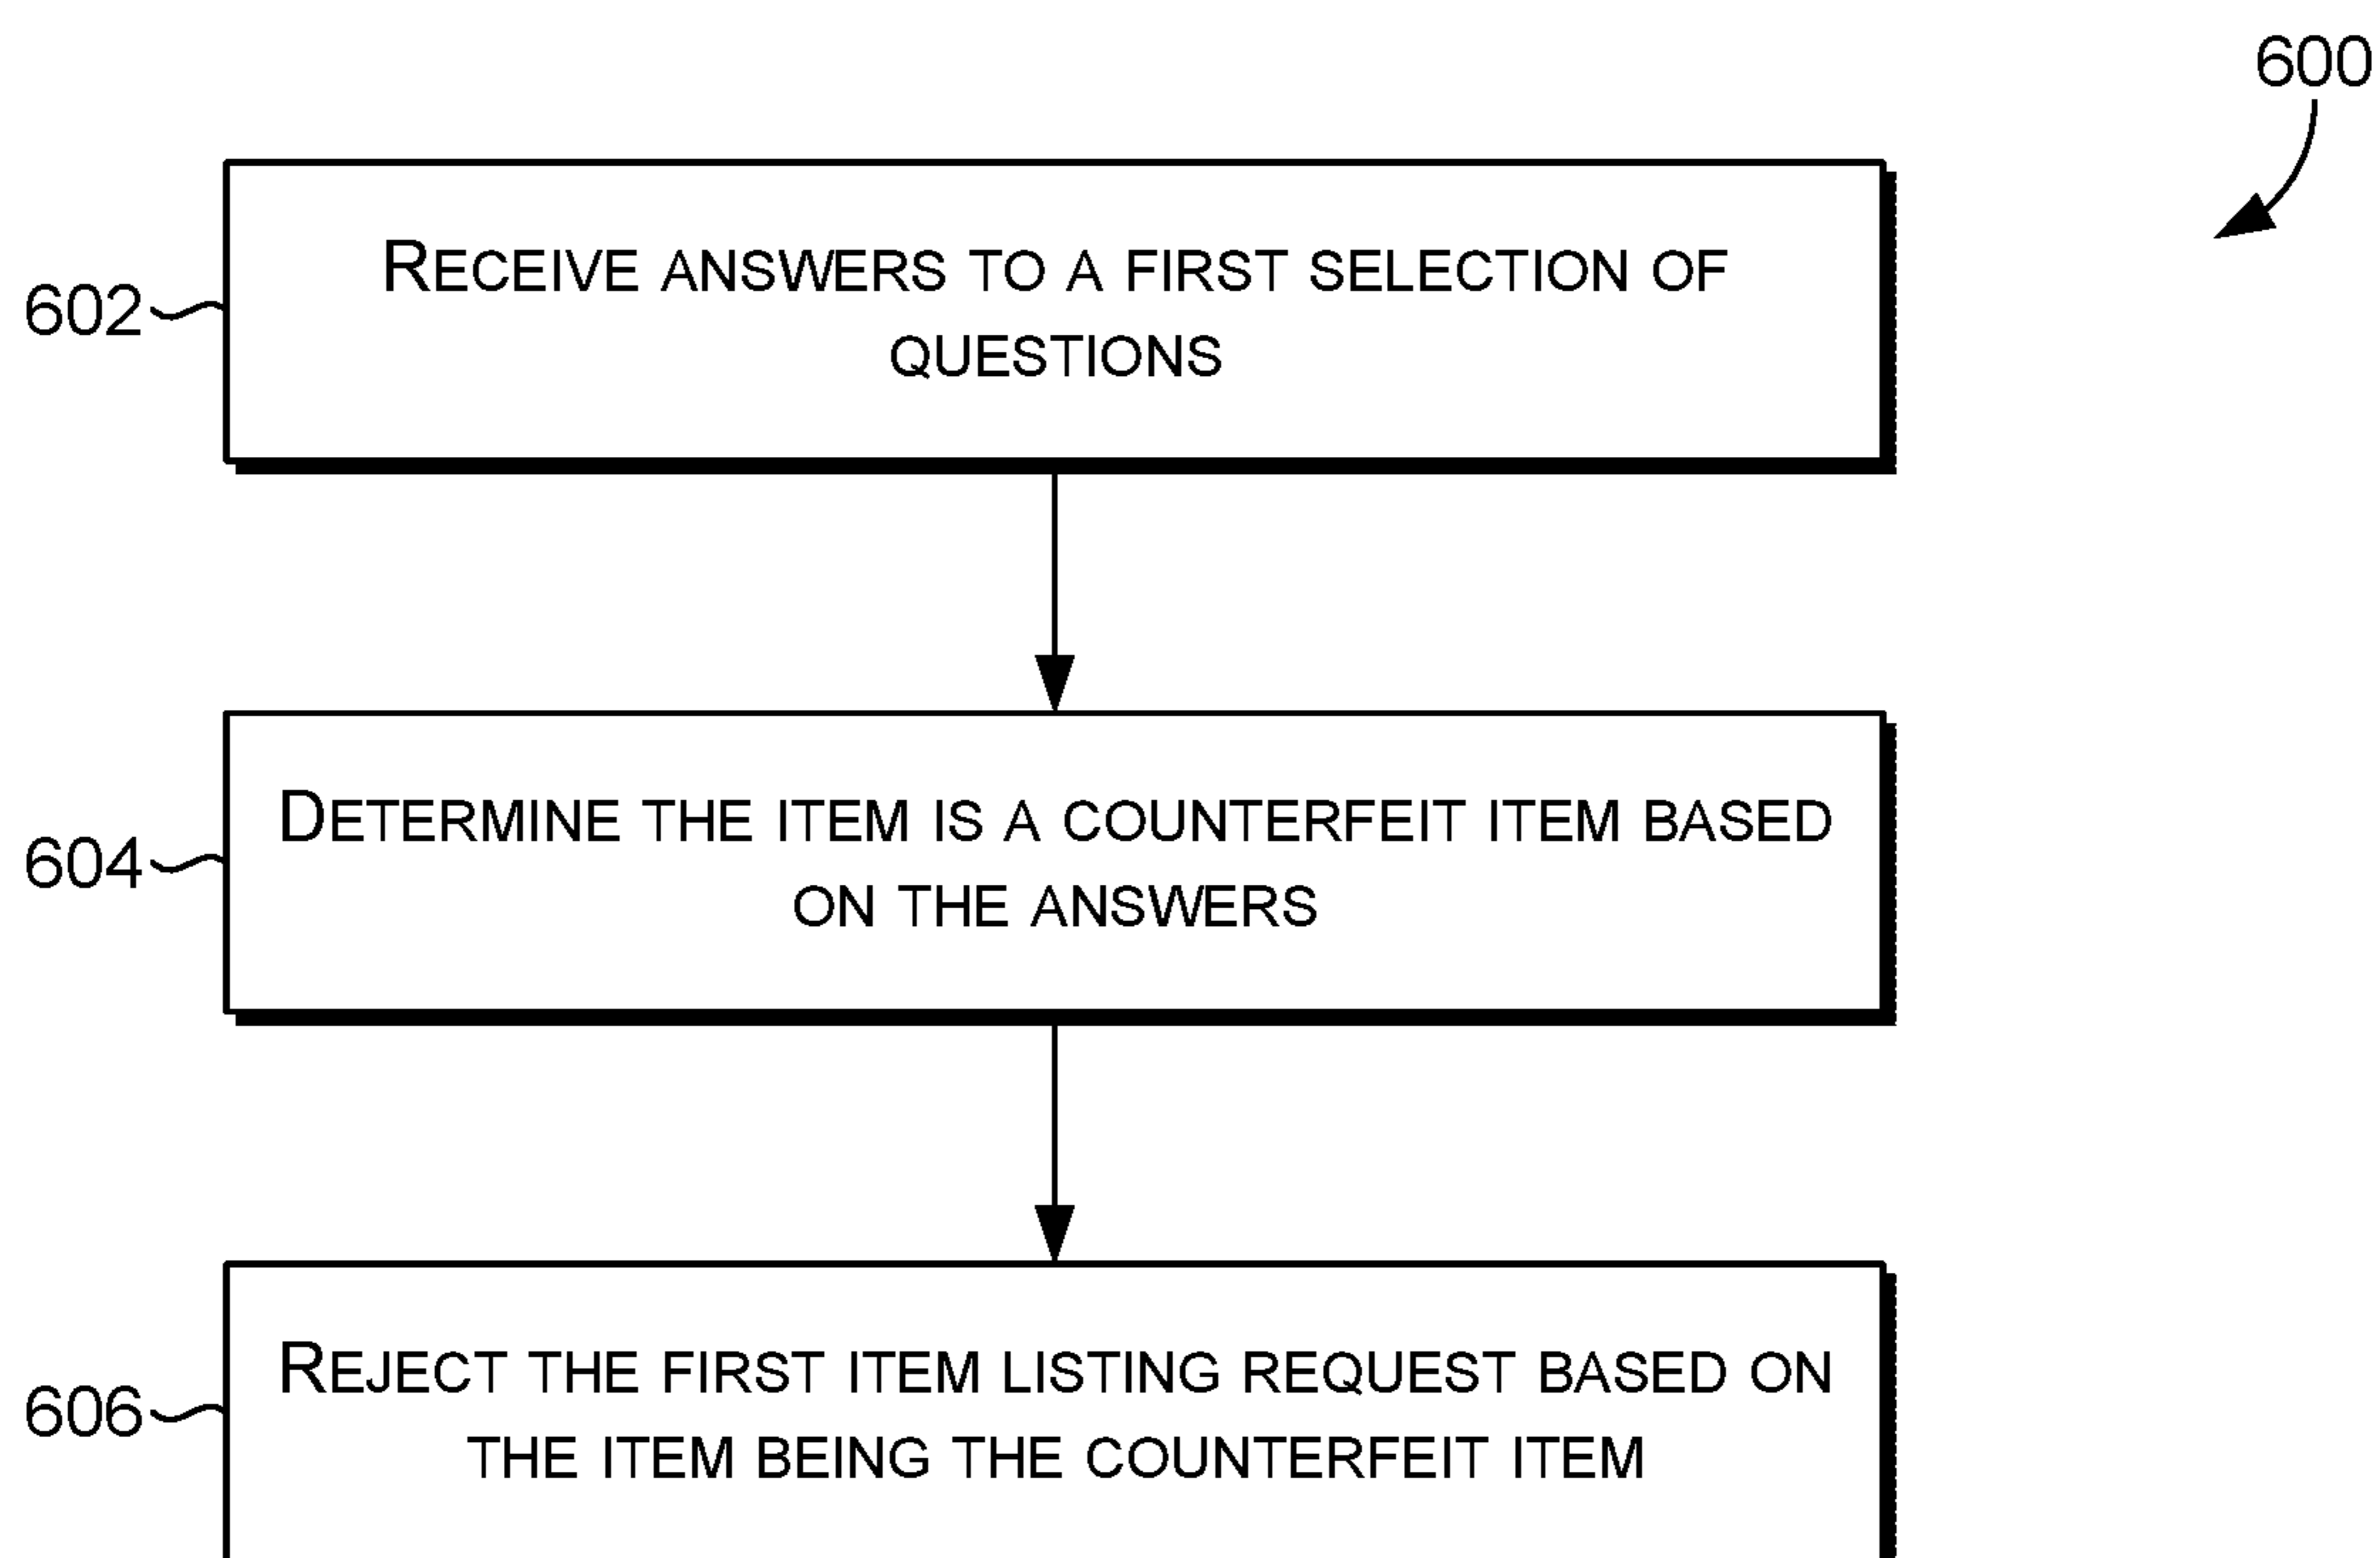 600
602
RECEIVE ANSWERS TO A FIRST SELECTION OF
QUESTIONS
604
DETERMINE THE ITEM IS A COUNTERFEIT ITEM BASED
ON THE ANSWERS
606
REJECT THE FIRST ITEM LISTING REQUEST BASED ON
THE ITEM BEING THE COUNTERFEIT ITEM